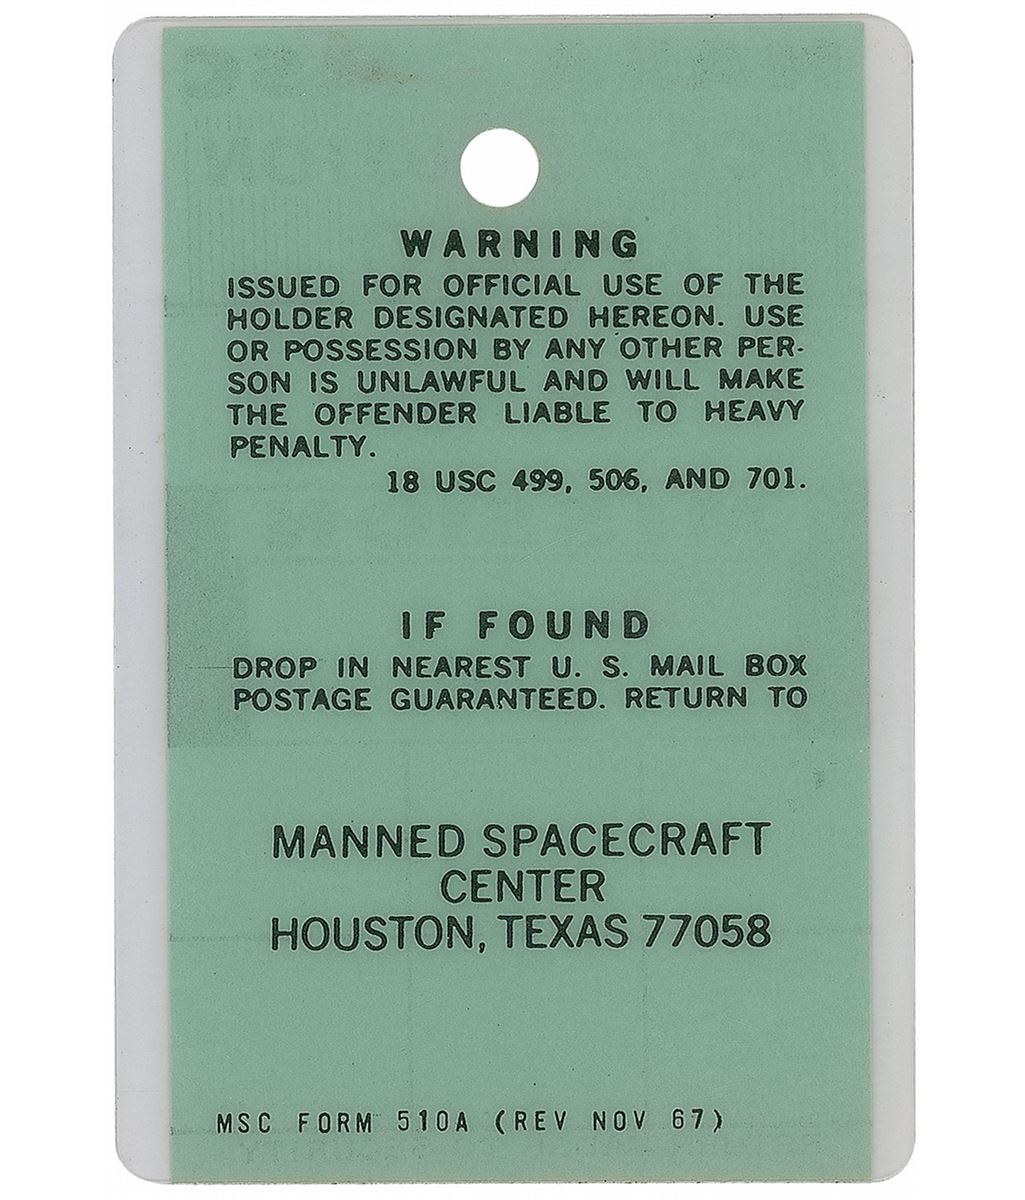 WARNING
ISSUED FOR OFFICIAL USE OF THE
HOLDER DESIGNATED HEREON. USE
OR POSSESSION BY ANY OTHER PER-
SON IS UNLAWFUL AND WILL MAKE
THE OFFENDER LIABLE TO HEAVY
PENALTY.
18 USC 499, 506, AND 701.
IF FOUND
DROP IN NEAREST U. S. MAIL BOX
POSTAGE GUARANTEED. RETURN TO
MANNED SPACECRAFT
CENTER
HOUSTON, TEXAS 77058
MSC FORM 510A (REV NOV 67)